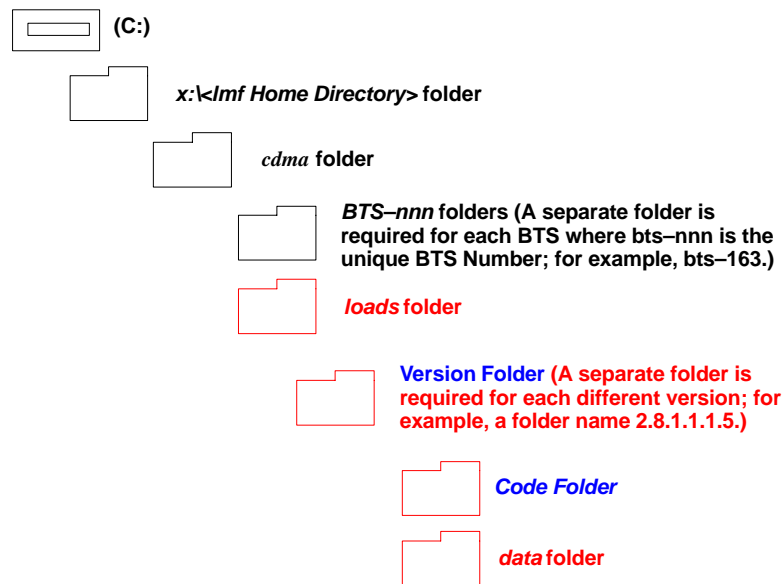 (C:)
x:\<lmf Home Directory> folder
cdma folder
BTS–nnn folders (A separate folder is
required for each BTS where bts–nnn is the
unique BTS Number; for example, bts–163.)
loads folder
Version Folder (A separate folder is
required for each different version; for
example, a folder name 2.8.1.1.1.5.)
Code Folder
data folder